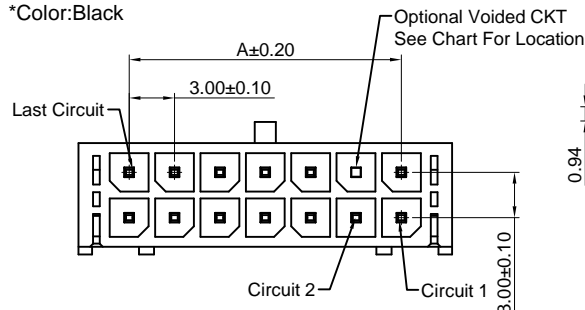 *Color:Black
Optional Voided CKT
See Chart For Location
A±0.20
3.00±0.10
Last Circuit
0.94
3.00±0.10
Circuit 2
Circuit 1